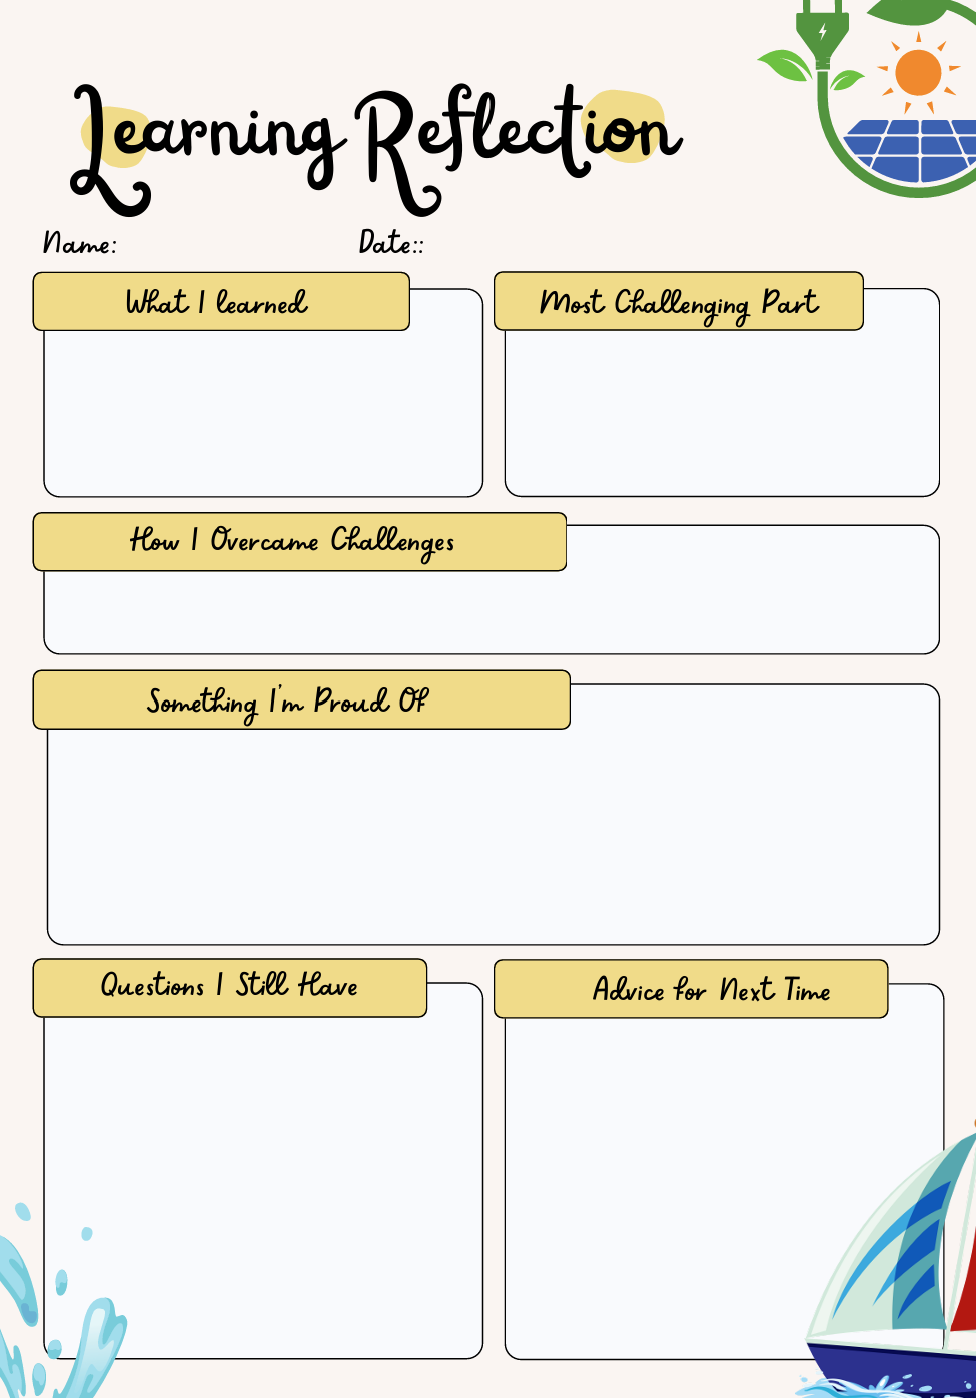 Learning Reflection
Name: Date::
What I learned
Most Challenging Part
How I Overcame Challenges
Something I'm Proud Of
Questions I Still Have
Advice for Next Time